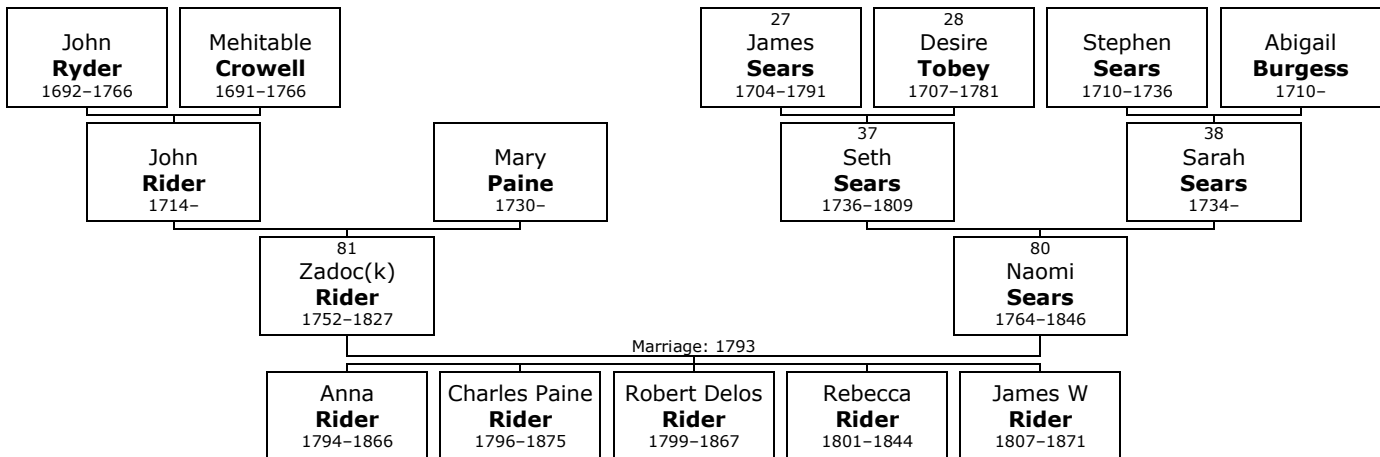 John
Ryder
1692–1766
Mehitable
Crowell
1691–1766
27
James
Sears
1704–1791
28
Desire
Tobey
1707–1781
Stephen
Sears
1710–1736
Abigail
Burgess
1710–
John
Rider
1714–
Mary
Paine
1730–
37
Seth
Sears
1736–1809
38
Sarah
Sears
1734–
81
Zadoc(k)
Rider
1752–1827
80
Naomi
Sears
1764–1846
Marriage: 1793
Anna
Rider
1794–1866
Charles Paine
Rider
1796–1875
Robert Delos
Rider
1799–1867
Rebecca
Rider
1801–1844
James W
Rider
1807–1871